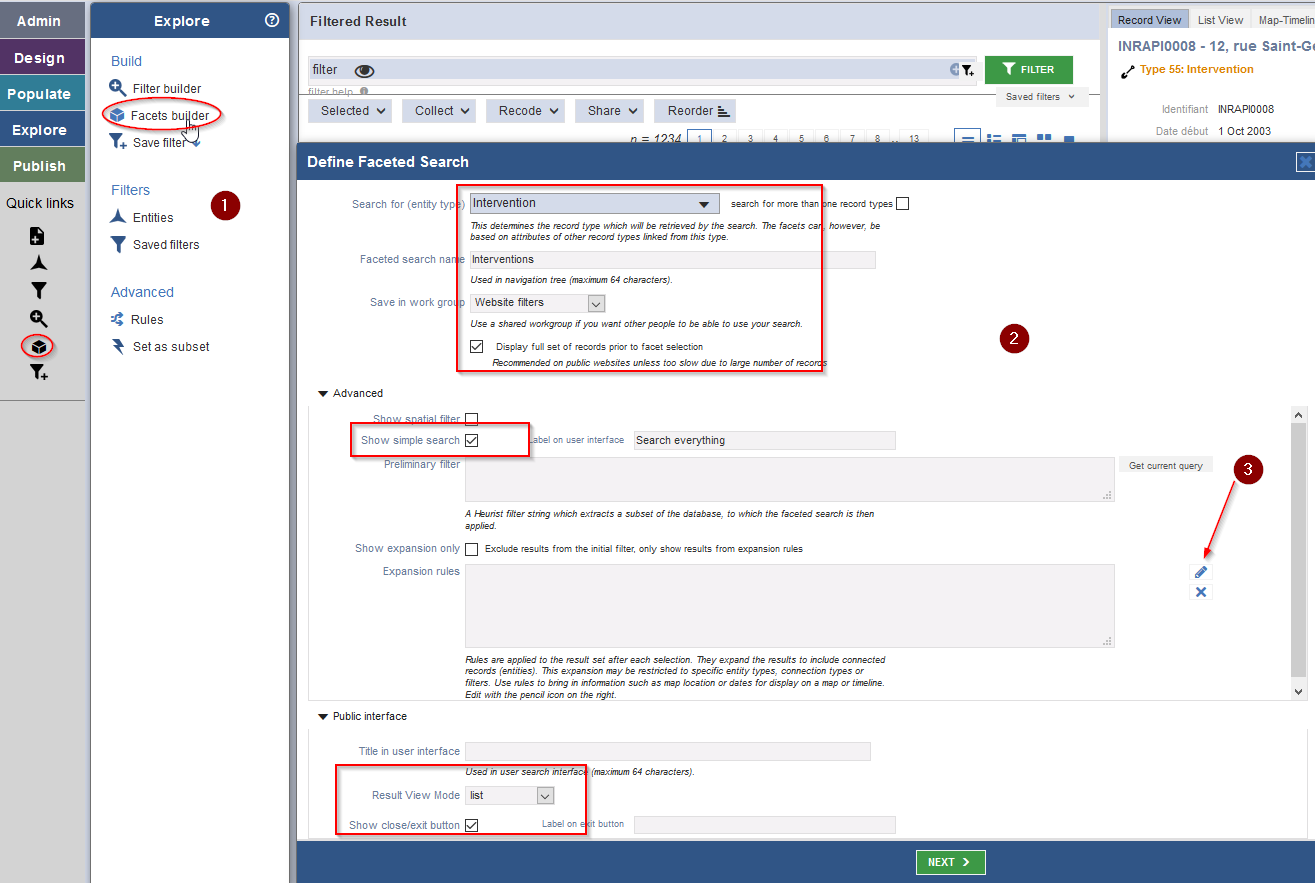 Admin
Design
Populate
Explore
Publish
Quick links
Explore
Build
Filter builder
Facets builder
Save filter
Filters
Entities
Saved filters
1
Advanced
Rules
Set as subset
Filtered Result
filter
FILTER
filter help
Saved filters
Selected
Collect
Recode
Share
Reorder
n = 1234 1 2 3 4 5 6 7 8 ... 13
Record View List View Map-Timelin
INRAPI0008 - 12, rue Saint-Ge
Type 55: Intervention
Identifiant INRAPI0008
Date début 1 Oct 2003
Define Faceted Search
Search for (entity type) Intervention search for more than one record types
This determines the record type which will be retrieved by the search. The facets can, however, be
based on attributes of other record types linked from this type.
Faceted search name Interventions
Used in navigation tree (maximum 64 characters).
Save in work group Website filters
Use a shared workgroup if you want other people to be able to use your search.
Display full set of records prior to facet selection
Recommended on public websites unless too slow due to large number of records
2
Advanced
Show spatial filter
Show simple search Label on user interface Search everything
Preliminary filter Get current query
3
A Heurist filter string which extracts a subset of the database, to which the faceted search is then
applied.
Show expansion only Exclude results from the initial filter, only show results from expansion rules
Expansion rules
Rules are applied to the result set after each selection. They expand the results to include connected
records (entities). This expansion may be restricted to specific entity types, connection types or
filters. Use rules to bring in information such as map location or dates for display on a map or timeline.
Edit with the pencil icon on the right.
Public interface
Title in user interface
Used in user search interface (maximum 64 characters).
Result View Mode list
Show close/exit button Label on exit button
NEXT